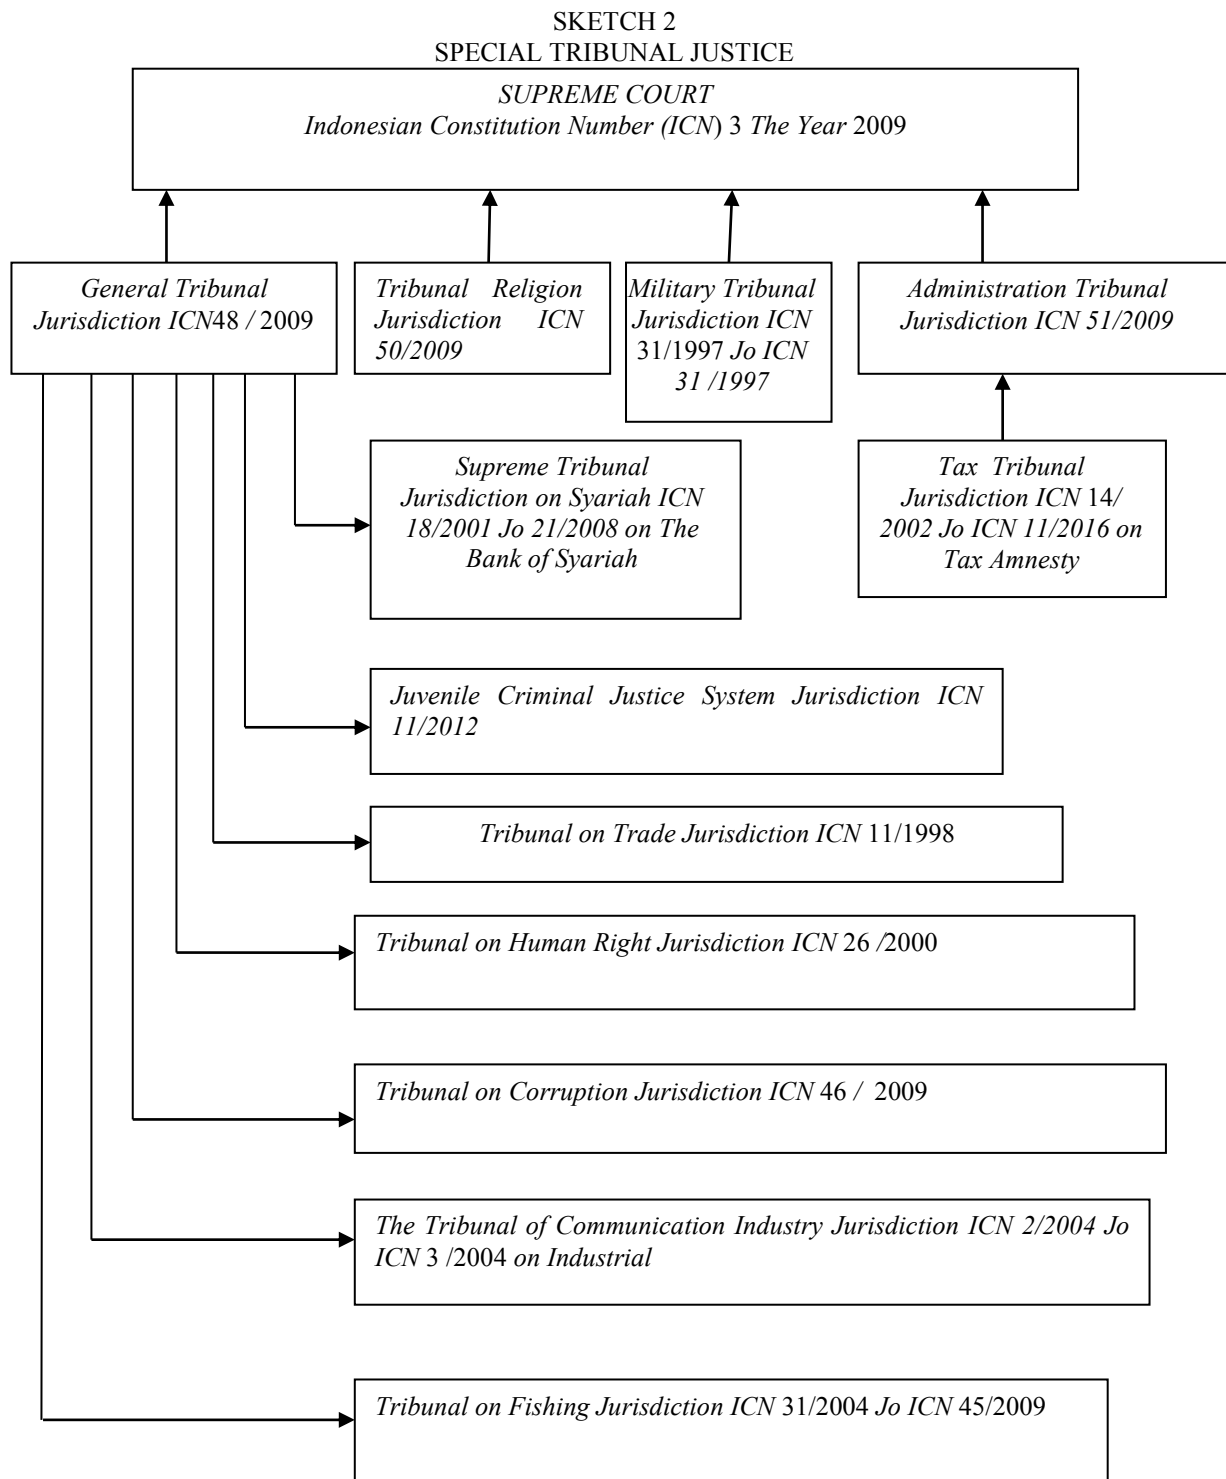 SKETCH 2
SPECIAL TRIBUNAL JUSTICE
SUPREME COURT
Indonesian Constitution Number (ICN) 3 The Year 2009
General Tribunal
Jurisdiction ICN48 / 2009
Tribunal Religion
Jurisdiction ICN
50/2009
Military Tribunal
Jurisdiction ICN
31/1997 Jo ICN
31 /1997
Administration Tribunal
Jurisdiction ICN 51/2009
Supreme Tribunal
Jurisdiction on Syariah ICN
18/2001 Jo 21/2008 on The
Bank of Syariah
Tax Tribunal
Jurisdiction ICN 14/
2002 Jo ICN 11/2016 on
Tax Amnesty
Juvenile Criminal Justice System Jurisdiction ICN
11/2012
Tribunal on Trade Jurisdiction ICN 11/1998
Tribunal on Human Right Jurisdiction ICN 26 /2000
Tribunal on Corruption Jurisdiction ICN 46 / 2009
The Tribunal of Communication Industry Jurisdiction ICN 2/2004 Jo
ICN 3 /2004 on Industrial
Tribunal on Fishing Jurisdiction ICN 31/2004 Jo ICN 45/2009